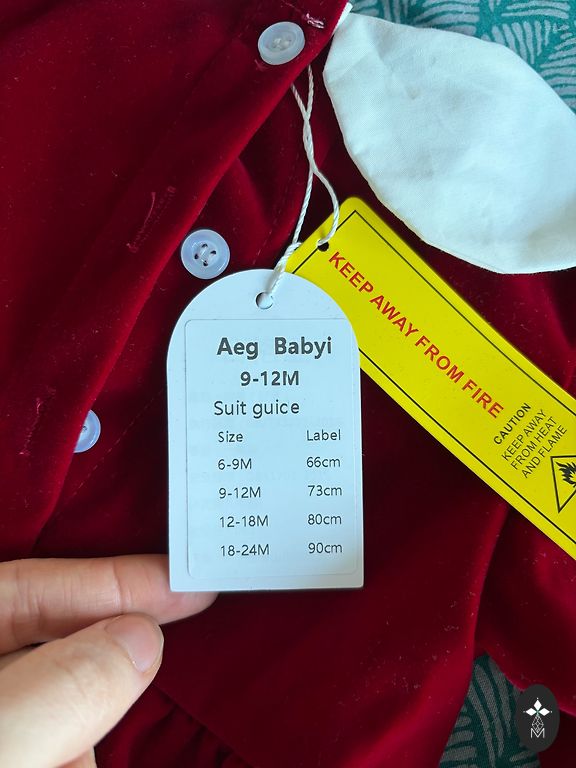 Aeg Babyi
9-12M
Suit guice
Size Label
6-9M 66cm
9-12M 73cm
12-18M 80cm
18-24M 90cm
KEEP AWAY FROM FIRE
CAUTION
KEEP AWAY
FROM HEAT
AND FLAME
M